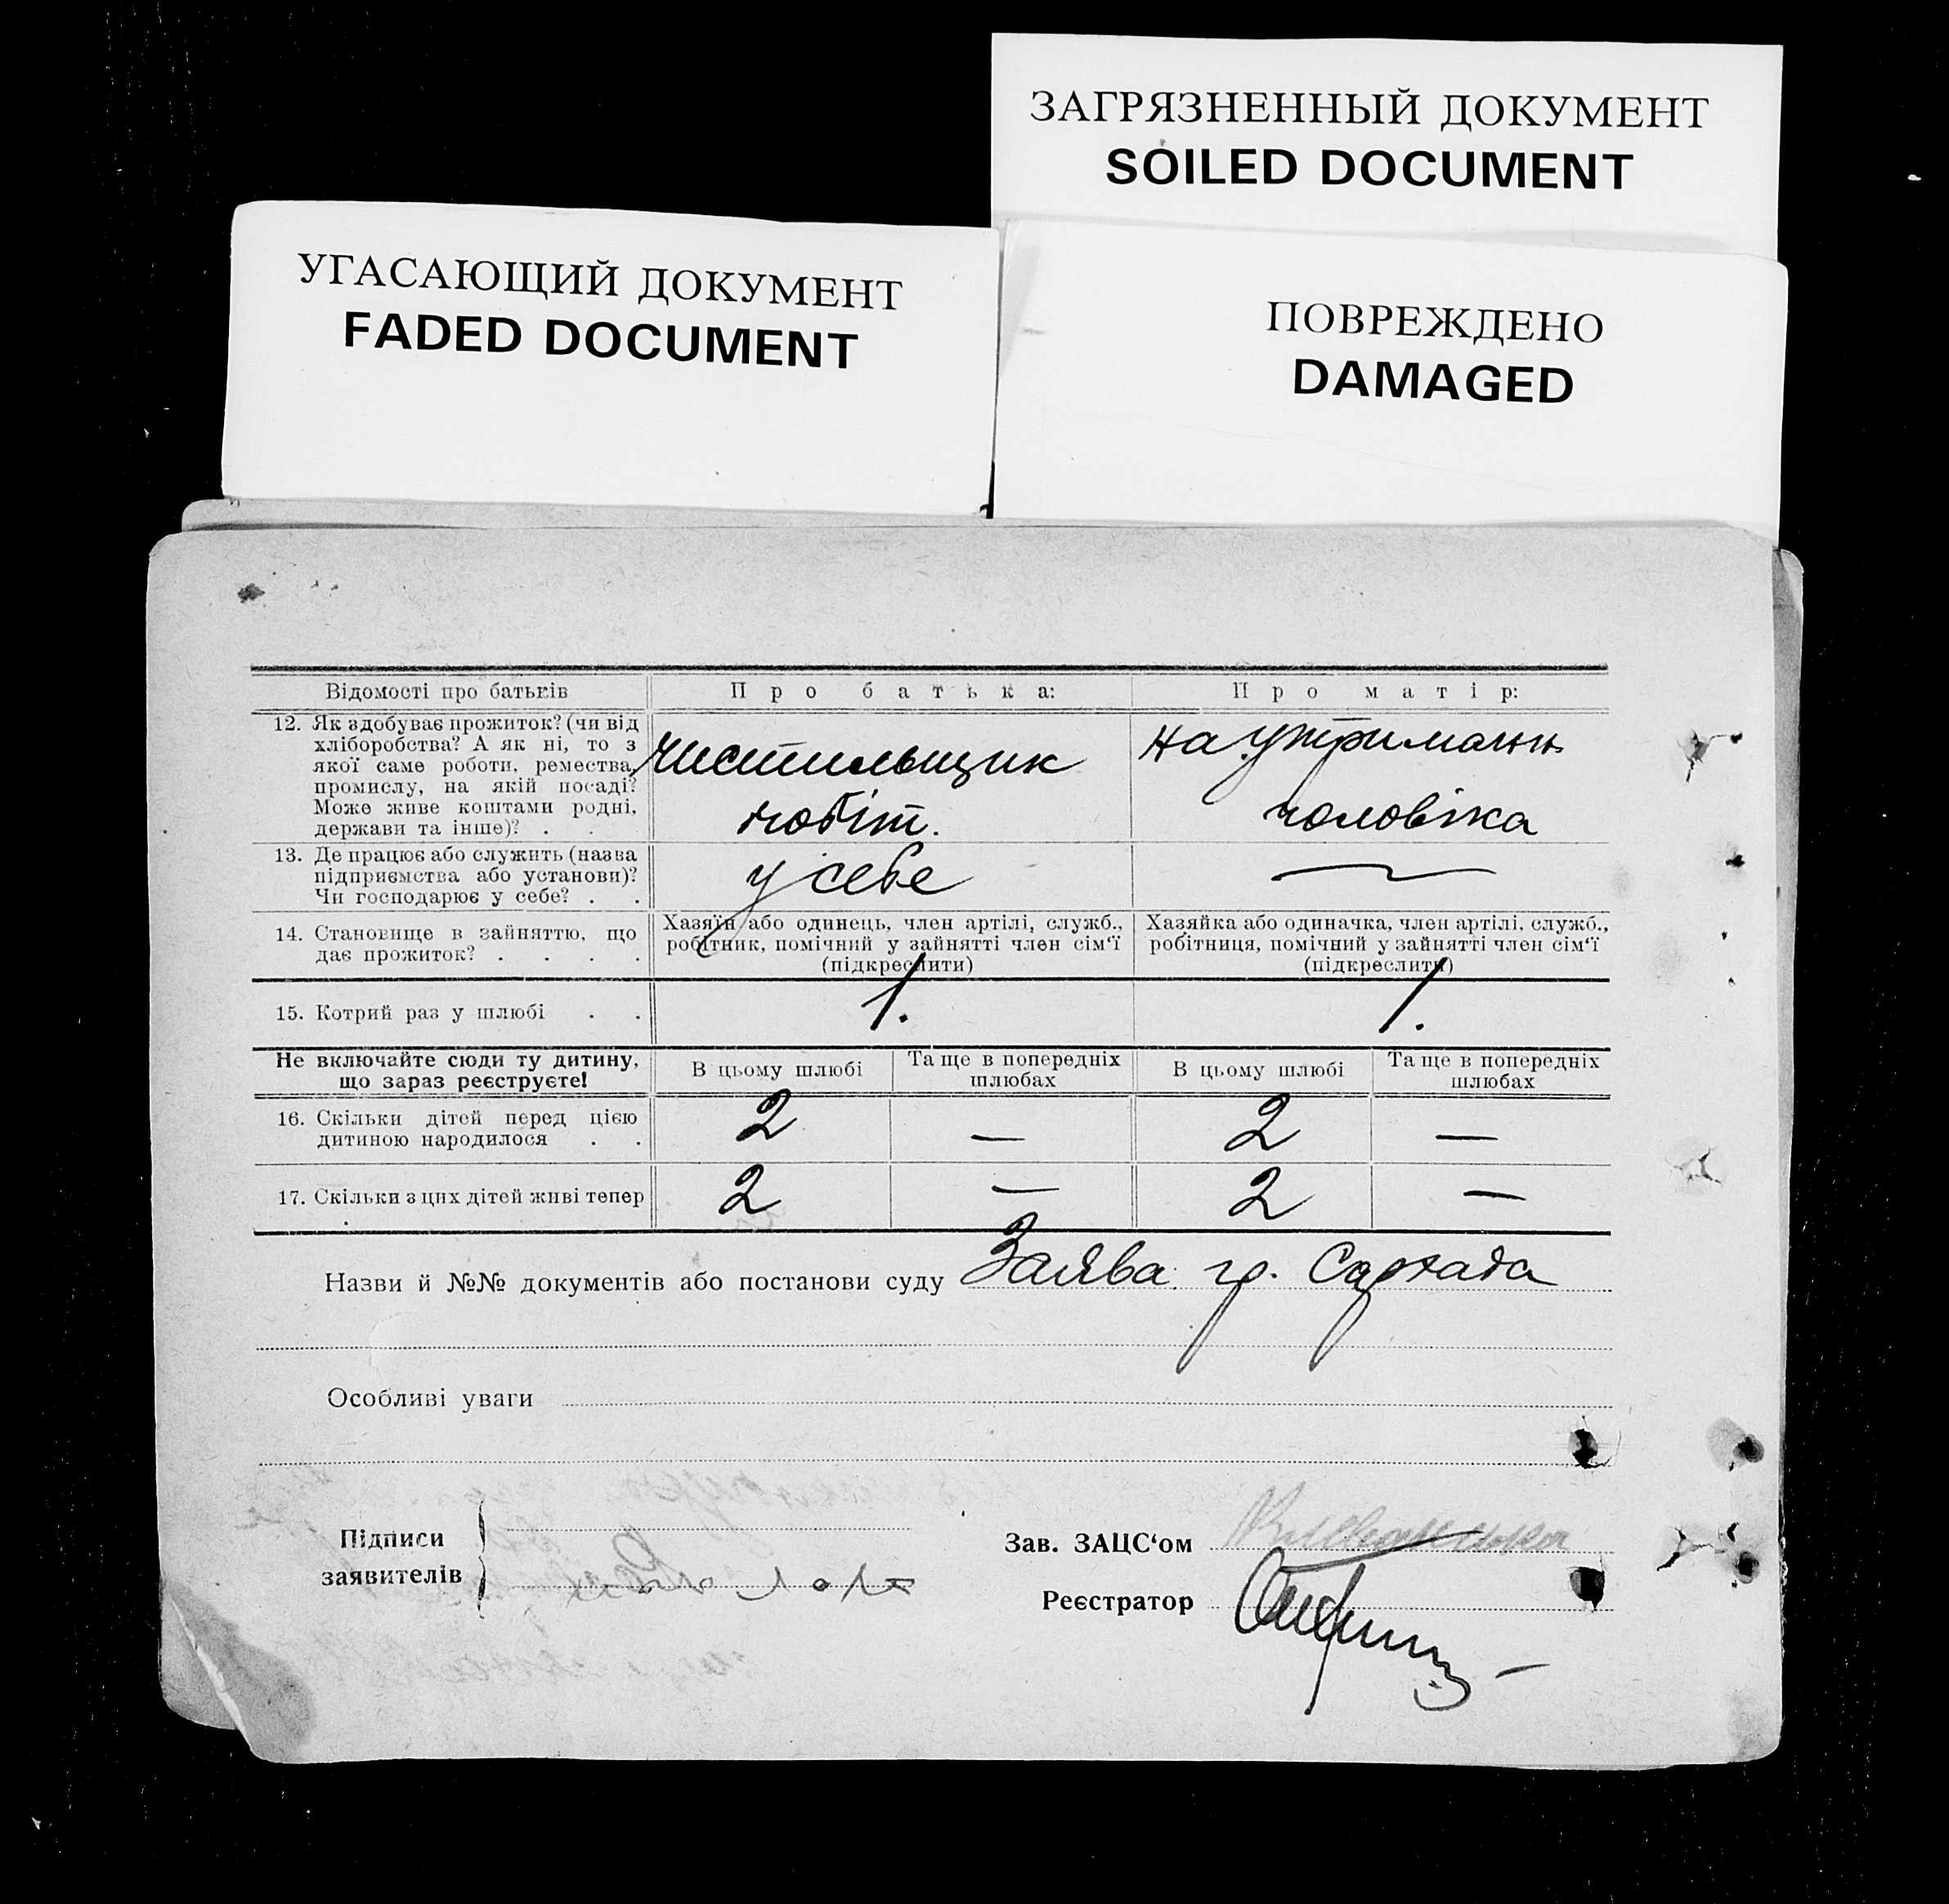 ЗАГРЯЗНЕННЫЙ ДОКУМЕНТ
SOILED DOCUMENT
УГАСАЮЩИЙ ДОКУМЕНТ
FADED DOCUMENT
ПОВРЕЖДЕНО
DAMAGED
Відомості про батьків
Про батька:
Про матір:
12. Як здобуває прожиток? (чи від
хліборобства? А як ні, то з
якої саме роботи, ремества,
промислу, на якій посаді?
Може живе коштами родні,
держави та інше)? .
чистильщик
чобіт.
на утриманн
чоловіка
13. Де працює або служить (назва
підприємства або установи)?
Чи господарює у себе? . .
у себе
—
14. Становище в зайняттю, що
дає прожиток? . . . .
Хазяїн або одинець, член артілі, служб.,
робітник, помічний у зайнятті член сім‘ї
(підкреслити)
Хазяйка або одиначка, член артілі, служб.,
робітниця, помічний у зайнятті член сім‘ї
(підкреслити)
15. Котрий раз у шлюбі . .
1.
1.
Не включайте сюди ту дитину,
що зараз реєструєте!
В цьому шлюбі
Та ще в попередніх
шлюбах
В цьому шлюбі
Та ще в попередніх
шлюбах
16. Скільки дітей перед цією
дитиною народилося . .
2
—
2
—
17. Скільки з цих дітей живі тепер
2
—
2
—
Назви й №№ документів або постанови суду Заява гр.
Особливі уваги
Підписи
заявителів
Зав. ЗАЦС‘ом
Реєстратор